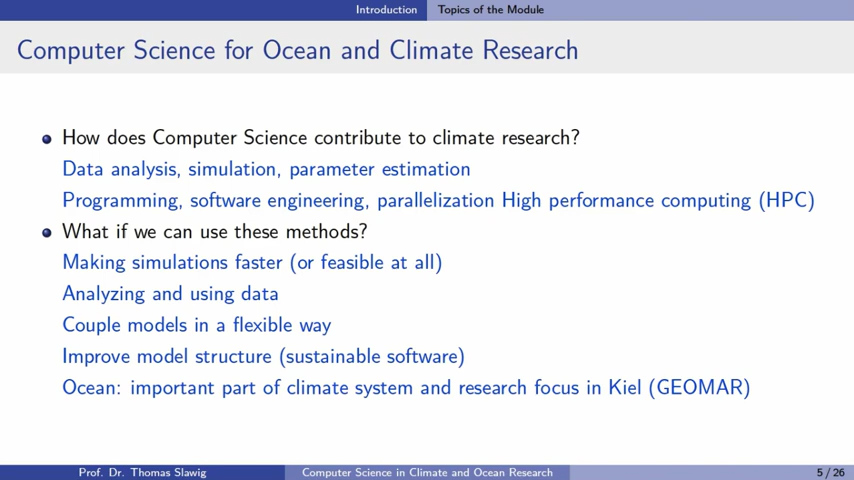 Introduction Topics of the Module
Computer Science for Ocean and Climate Research
How does Computer Science contribute to climate research?
Data analysis, simulation, parameter estimation
Programming, software engineering, parallelization High performance computing (HPC)
What if we can use these methods?
Making simulations faster (or feasible at all)
Analyzing and using data
Couple models in a flexible way
Improve model structure (sustainable software)
Ocean: important part of climate system and research focus in Kiel (GEOMAR)
Prof. Dr. Thomas Slawig Computer Science in Climate and Ocean Research 5 / 26